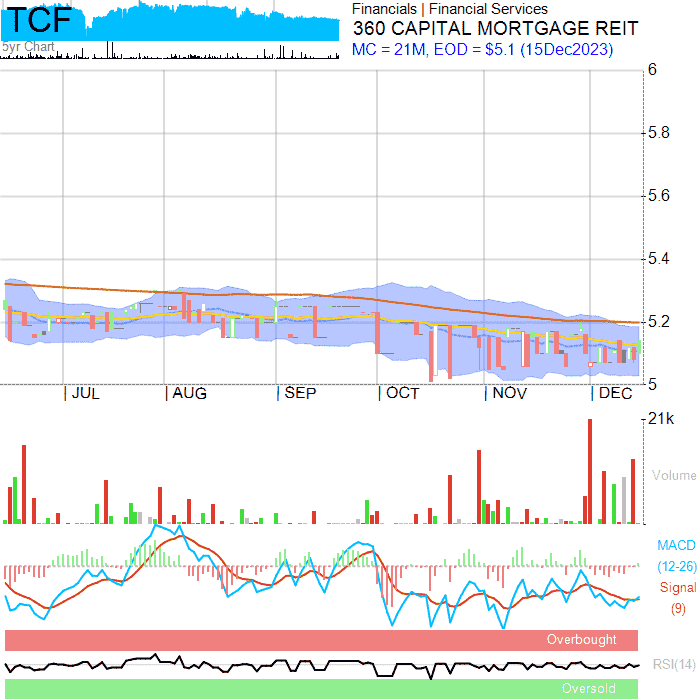 TCF
5yr Chart
Financials | Financial Services
360 CAPITAL MORTGAGE REIT
MC = 21M, EOD = $5.1 (15Dec2023)
6
5.8
5.6
5.4
5.2
5
| JUL | AUG | SEP | OCT | NOV | DEC
21k
Volume
MACD
(12-26)
Signal
(9)
Overbought
RSI(14)
Oversold